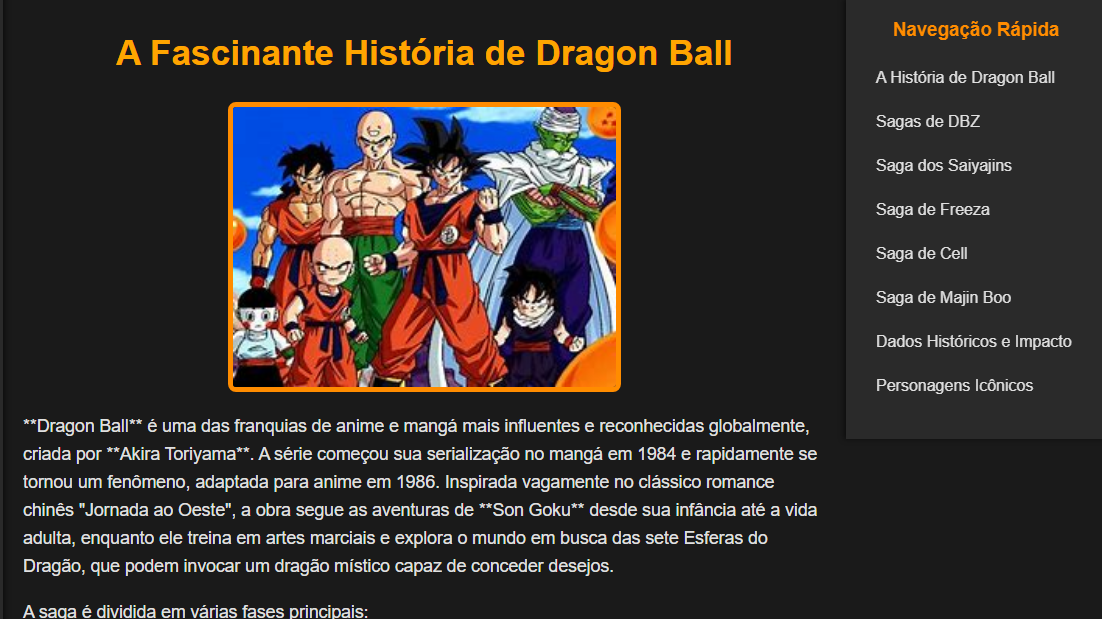 A Fascinante História de Dragon Ball
**Dragon Ball** é uma das franquias de anime e mangá mais influentes e reconhecidas globalmente,
criada por **Akira Toriyama**. A série começou sua serialização no mangá em 1984 e rapidamente se
tornou um fenômeno, adaptada para anime em 1986. Inspirada vagamente no clássico romance
chinês "Jornada ao Oeste", a obra segue as aventuras de **Son Goku** desde sua infância até a vida
adulta, enquanto ele treina em artes marciais e explora o mundo em busca das sete Esferas do
Dragão, que podem invocar um dragão místico capaz de conceder desejos.
A saga é dividida em várias fases principais:
Navegação Rápida
A História de Dragon Ball
Sagas de DBZ
Saga dos Saiyajins
Saga de Freeza
Saga de Cell
Saga de Majin Boo
Dados Históricos e Impacto
Personagens Icônicos